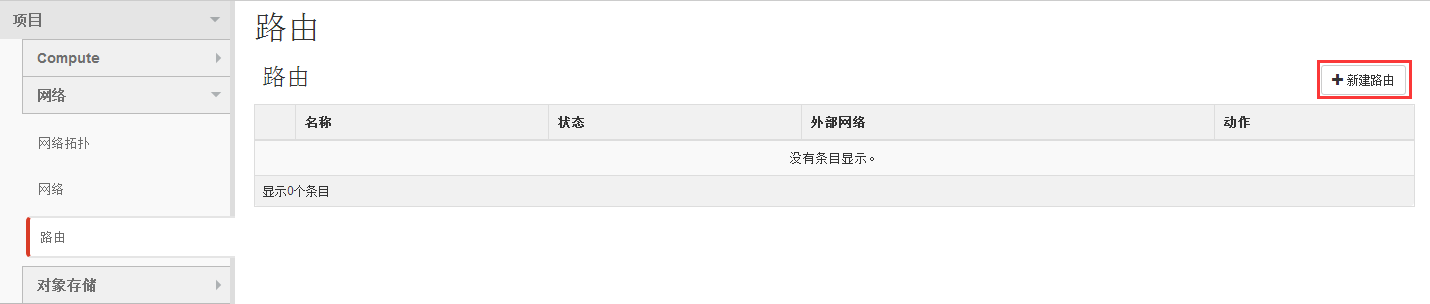 项目
Compute
网络
网络拓扑
网络
路由
对象存储
路由
路由
新建路由
名称 状态 外部网络 动作
没有条目显示。
显示0个条目